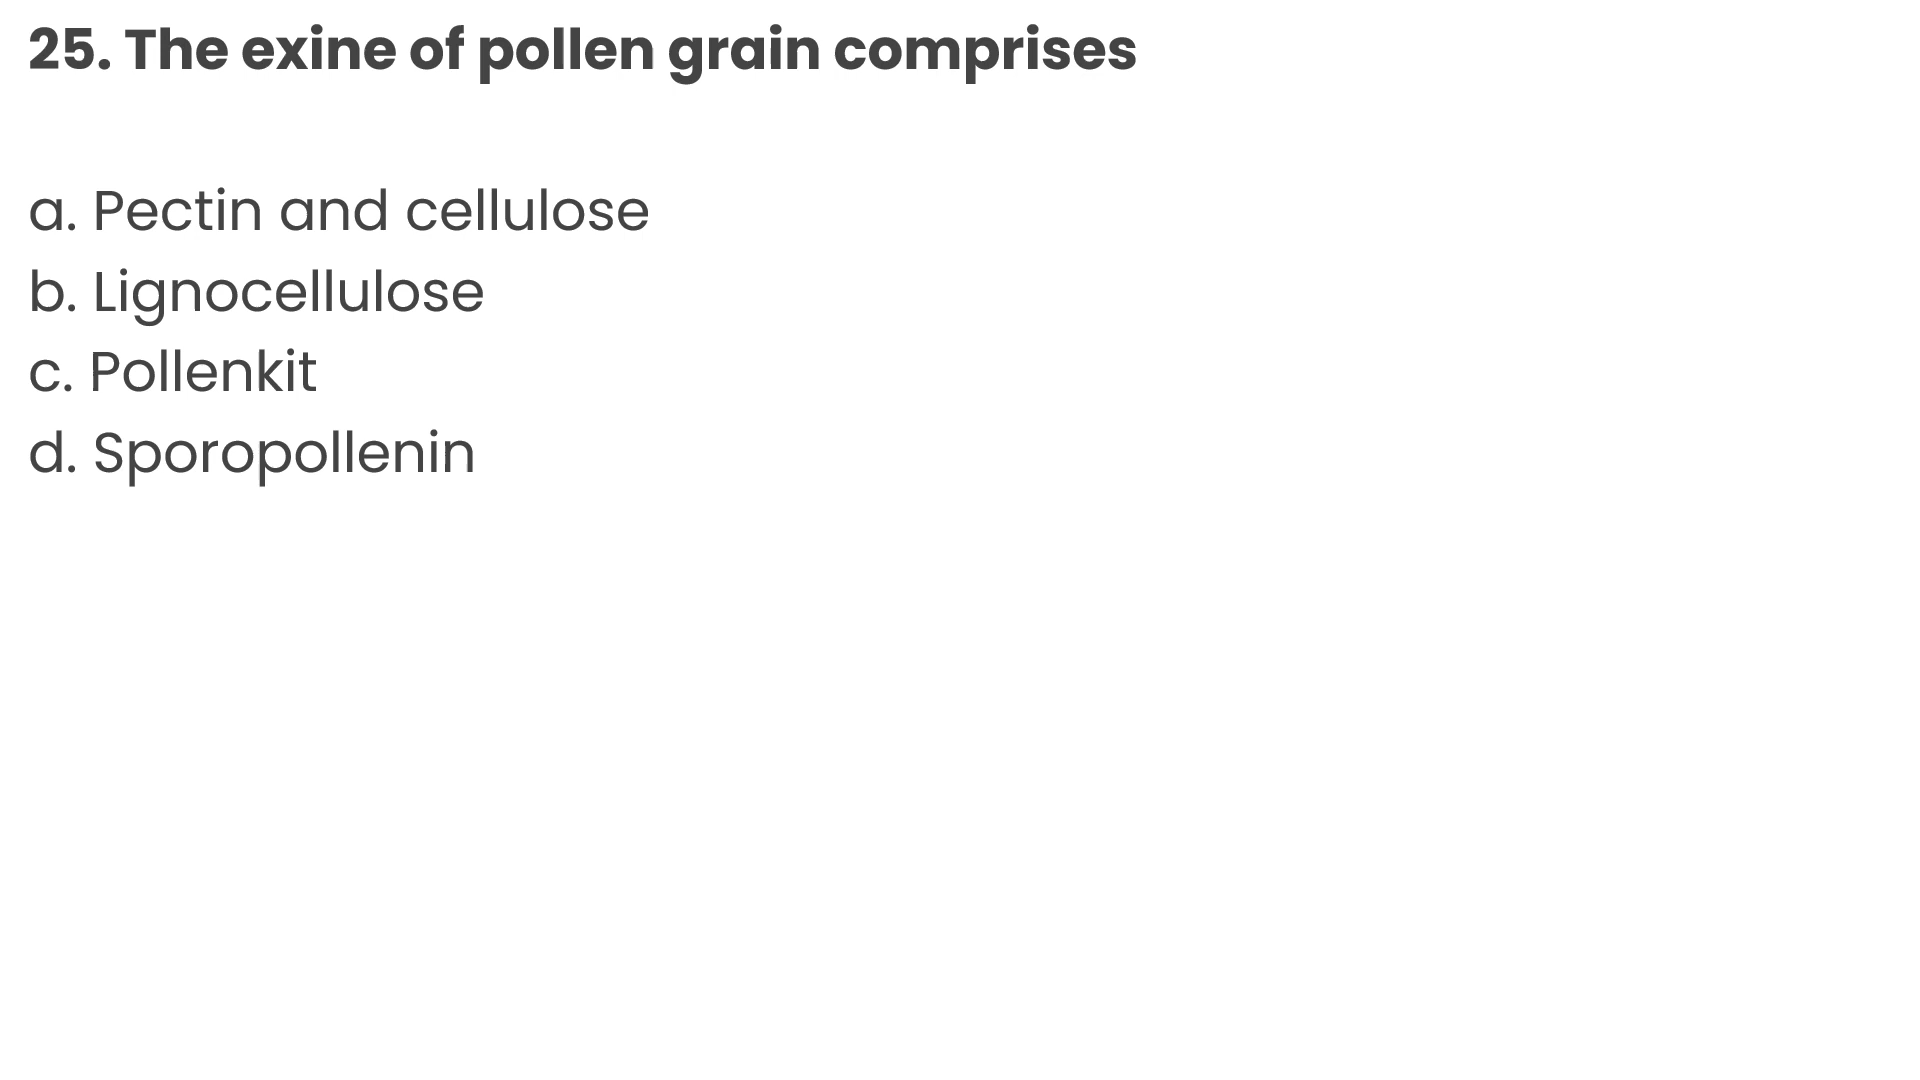 25. The exine of pollen grain comprises
a. Pectin and cellulose
b. Lignocellulose
c. Pollenkit
d. Sporopollenin